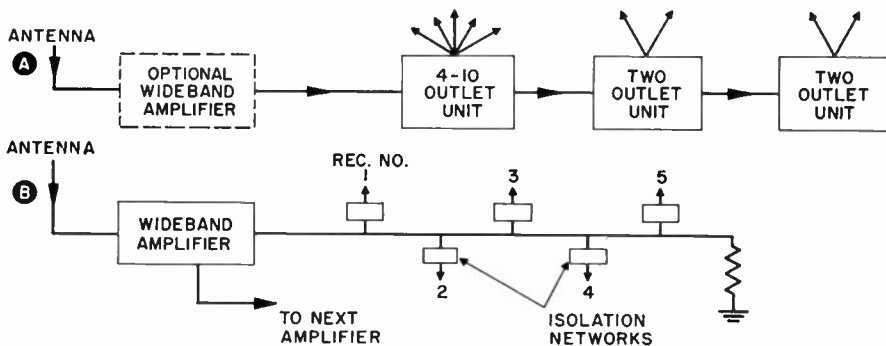 ANTENNA
A
OPTIONAL
WIDEBAND
AMPLIFIER
4-10
OUTLET
UNIT
TWO
OUTLET
UNIT
TWO
OUTLET
UNIT
ANTENNA
B
WIDEBAND
AMPLIFIER
TO NEXT
AMPLIFIER
REC. NO.
1
2
3
4
5
ISOLATION
NETWORKS